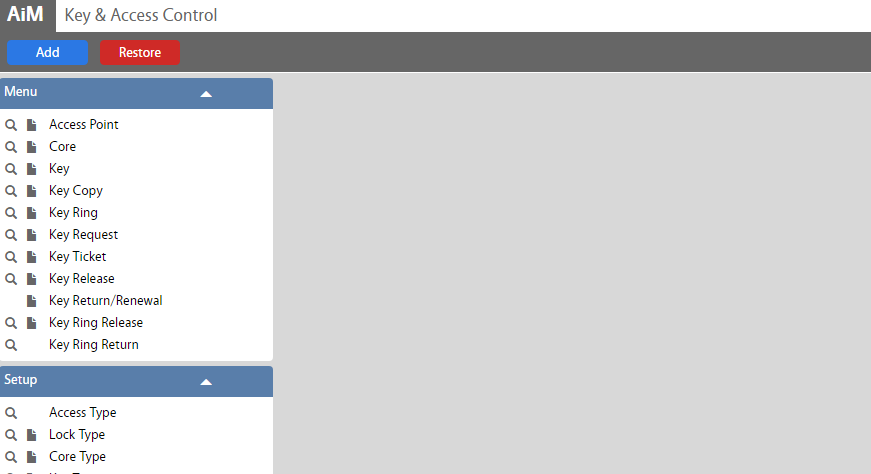 AiM Key & Access Control
Add Restore
Menu
Access Point
Core
Key
Key Copy
Key Ring
Key Request
Key Ticket
Key Release
Key Return/Renewal
Key Ring Release
Key Ring Return
Setup
Access Type
Lock Type
Core Type